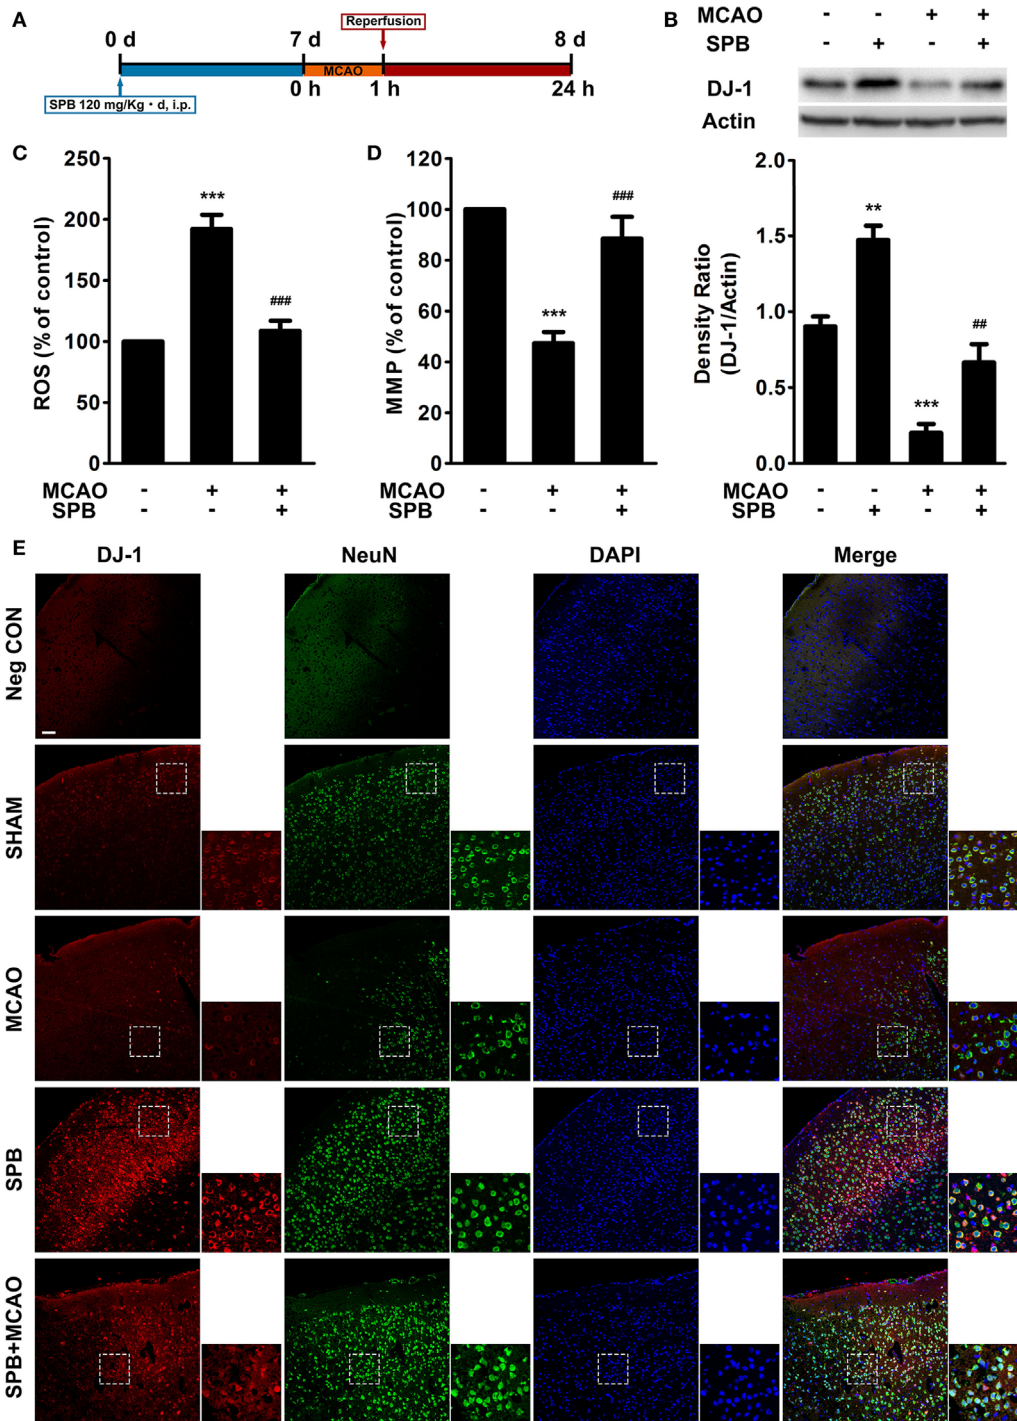 A
Reperfusion
0 d 7 d 8 d
MCAO
0 h 1 h 24 h
SPB 120 mg/Kg・d, i.p.
B
MCAO - - + +
SPB - + - +
DJ-1
Actin
2.0
1.5
1.0
0.5
0.0
Density Ratio
(DJ-1/Actin)
**
***
##
MCAO - - + +
SPB - + - +
C
250
200
150
100
50
0
ROS (% of control)
***
###
MCAO - + +
SPB - - +
D
120
100
80
60
40
20
0
MMP (% of control)
***
###
MCAO - + +
SPB - - +
E
DJ-1 NeuN DAPI Merge
Neg CON
SHAM
MCAO
SPB
SPB+MCAO